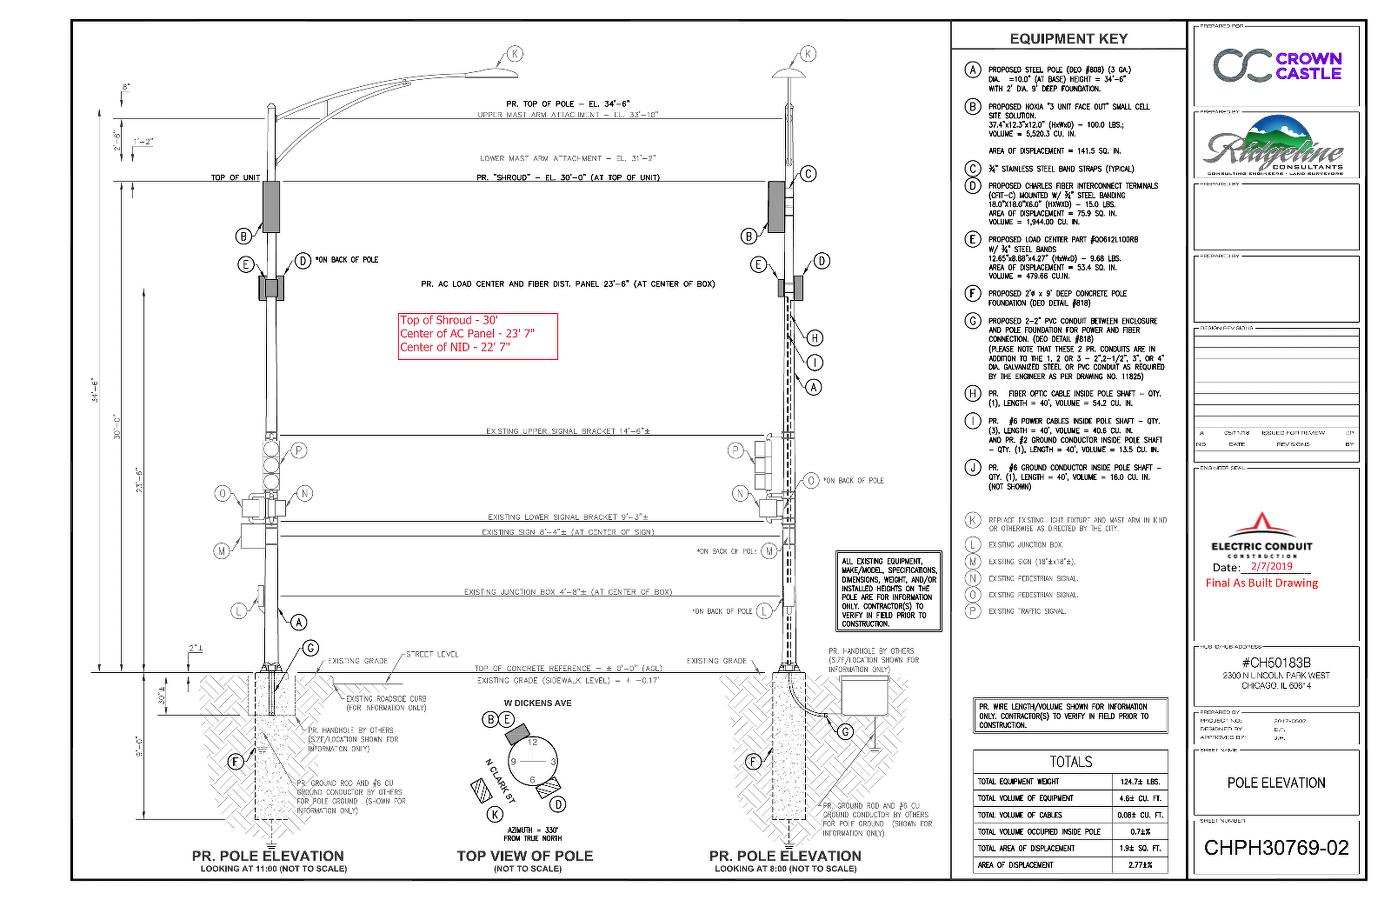 K
K
6"
PR. TOP OF POLE - EL. 34'-6"
UPPER MAST ARM ATTACHMENT - EL. 33'-10"
2'-8"
1'-2"
LOWER MAST ARM ATTACHMENT - EL. 31'-2"
TOP OF UNIT
PR. "SHROUD" - EL. 30'-0" (AT TOP OF UNIT)
C
B
B
E
D
*ON BACK OF POLE
E
D
PR. AC LOAD CENTER AND FIBER DIST. PANEL 23'-6" (AT CENTER OF BOX)
Top of Shroud - 30'
Center of AC Panel - 23' 7"
Center of NID - 22' 7"
H
I
A
34'-6"
30'-0"
23'-6"
EXISTING UPPER SIGNAL BRACKET 14'-6"±
P
P
O
N
N
O
*ON BACK OF POLE
EXISTING LOWER SIGNAL BRACKET 9'-3"±
EXISTING SIGN 8'-4"± (AT CENTER OF SIGN)
M
*ON BACK OF POLE
M
ALL EXISTING EQUIPMENT,
MAKE/MODEL, SPECIFICATIONS,
DIMENSIONS, WEIGHT, AND/OR
INSTALLED HEIGHTS ON THE
POLE ARE FOR INFORMATION
ONLY. CONTRACTOR(S) TO
VERIFY IN FIELD PRIOR TO
CONSTRUCTION.
EXISTING JUNCTION BOX 4'-8"± (AT CENTER OF BOX)
L
*ON BACK OF POLE
L
A
G
2"±
EXISTING GRADE
STREET LEVEL
TOP OF CONCRETE REFERENCE - ± 0'-0" (AGL)
EXISTING GRADE (SIDEWALK LEVEL) - ± -0.17'
EXISTING GRADE
PR. HANDHOLE BY OTHERS
(SIZE/LOCATION SHOWN FOR
INFORMATION ONLY)
30"±
EXISTING ROADSIDE CURB
(FOR INFORMATION ONLY)
PR. HANDHOLE BY OTHERS
(SIZE/LOCATION SHOWN FOR
INFORMATION ONLY)
G
9'-0"
F
F
PR. GROUND ROD AND #6 CU
GROUND CONDUCTOR BY OTHERS
FOR POLE GROUND (SHOWN FOR
INFORMATION ONLY)
PR. GROUND ROD AND #6 CU
GROUND CONDUCTOR BY OTHERS
FOR POLE GROUND (SHOWN FOR
INFORMATION ONLY)
W DICKENS AVE
B E
12
9
3
6
N CLARK ST
D
K
AZIMUTH = 330°
FROM TRUE NORTH
PR. POLE ELEVATION
LOOKING AT 11:00 (NOT TO SCALE)
TOP VIEW OF POLE
(NOT TO SCALE)
PR. POLE ELEVATION
LOOKING AT 8:00 (NOT TO SCALE)
EQUIPMENT KEY
A PROPOSED STEEL POLE (DEO #808) (3 GA.)
DIA. =10.0" (AT BASE) HEIGHT = 34'-6"
WITH 2' DIA. 9' DEEP FOUNDATION.
B PROPOSED NOKIA "3 UNIT FACE OUT" SMALL CELL
SITE SOLUTION.
37.4"x12.3"x12.0" (HxWxD) - 100.0 LBS.;
VOLUME = 5,520.3 CU. IN.
AREA OF DISPLACEMENT = 141.5 SQ. IN.
C ¾" STAINLESS STEEL BAND STRAPS (TYPICAL)
D PROPOSED CHARLES FIBER INTERCONNECT TERMINALS
(CFIT-C) MOUNTED W/ ¾" STEEL BANDING
18.0"X18.0"X6.0" (HXWXD) - 15.0 LBS.
AREA OF DISPLACEMENT = 75.9 SQ. IN.
VOLUME = 1,944.00 CU. IN.
E PROPOSED LOAD CENTER PART #QO612L100RB
W/ ¾" STEEL BANDS
12.65"x8.88"x4.27" (HxWxD) - 9.68 LBS.
AREA OF DISPLACEMENT = 53.4 SQ. IN.
VOLUME = 479.66 CU.IN.
F PROPOSED 2'ø x 9' DEEP CONCRETE POLE
FOUNDATION (DEO DETAIL #818)
G PROPOSED 2-2" PVC CONDUIT BETWEEN ENCLOSURE
AND POLE FOUNDATION FOR POWER AND FIBER
CONNECTION. (DEO DETAIL #818)
(PLEASE NOTE THAT THESE 2 PR. CONDUITS ARE IN
ADDITION TO THE 1, 2 OR 3 - 2",2-1/2", 3", OR 4"
DIA. GALVANIZED STEEL OR PVC CONDUIT AS REQUIRED
BY THE ENGINEER AS PER DRAWING NO. 11825)
H PR. FIBER OPTIC CABLE INSIDE POLE SHAFT - QTY.
(1), LENGTH = 40', VOLUME = 54.2 CU. IN.
I PR. #6 POWER CABLES INSIDE POLE SHAFT - QTY.
(3), LENGTH = 40', VOLUME = 40.6 CU. IN.
AND PR. #2 GROUND CONDUCTOR INSIDE POLE SHAFT
- QTY. (1), LENGTH = 40', VOLUME = 13.5 CU. IN.
J PR. #6 GROUND CONDUCTOR INSIDE POLE SHAFT -
QTY. (1), LENGTH = 40', VOLUME = 16.0 CU. IN.
(NOT SHOWN)
K REPLACE EXISTING LIGHT FIXTURE AND MAST ARM IN KIND
OR OTHERWISE AS DIRECTED BY THE CITY.
L EXISTING JUNCTION BOX.
M EXISTING SIGN (18"±x18"±).
N EXISTING PEDESTRIAN SIGNAL.
O EXISTING PEDESTRIAN SIGNAL.
P EXISTING TRAFFIC SIGNAL.
PR. WIRE LENGTH/VOLUME SHOWN FOR INFORMATION
ONLY. CONTRACTOR(S) TO VERIFY IN FIELD PRIOR TO
CONSTRUCTION.
TOTALS
TOTAL EQUIPMENT WEIGHT 124.7± LBS.
TOTAL VOLUME OF EQUIPMENT 4.6± CU. FT.
TOTAL VOLUME OF CABLES 0.08± CU. FT.
TOTAL VOLUME OCCUPIED INSIDE POLE 0.7±%
TOTAL AREA OF DISPLACEMENT 1.9± SQ. FT.
AREA OF DISPLACEMENT 2.77±%
PREPARED FOR
CROWN
CASTLE
PREPARED BY
Ridgeline
CONSULTANTS
CONSULTING ENGINEERS • LAND SURVEYORS
PREPARED BY
PREPARED BY
DESIGN REVISIONS
A 05/11/18 ISSUED FOR REVIEW
NO DATE REVISIONS BY
ENGINEER SEAL
ELECTRIC CONDUIT
CONSTRUCTION
Date: 2/7/2019
Final As Built Drawing
HUB ID/HUB ADDRESS
#CH50183B
2300 N LINCOLN PARK WEST
CHICAGO, IL 60614
PREPARED BY
PROJECT NO:
DESIGNED BY:
APPROVED BY:
SHEET NAME
POLE ELEVATION
SHEET NUMBER
CHPH30769-02